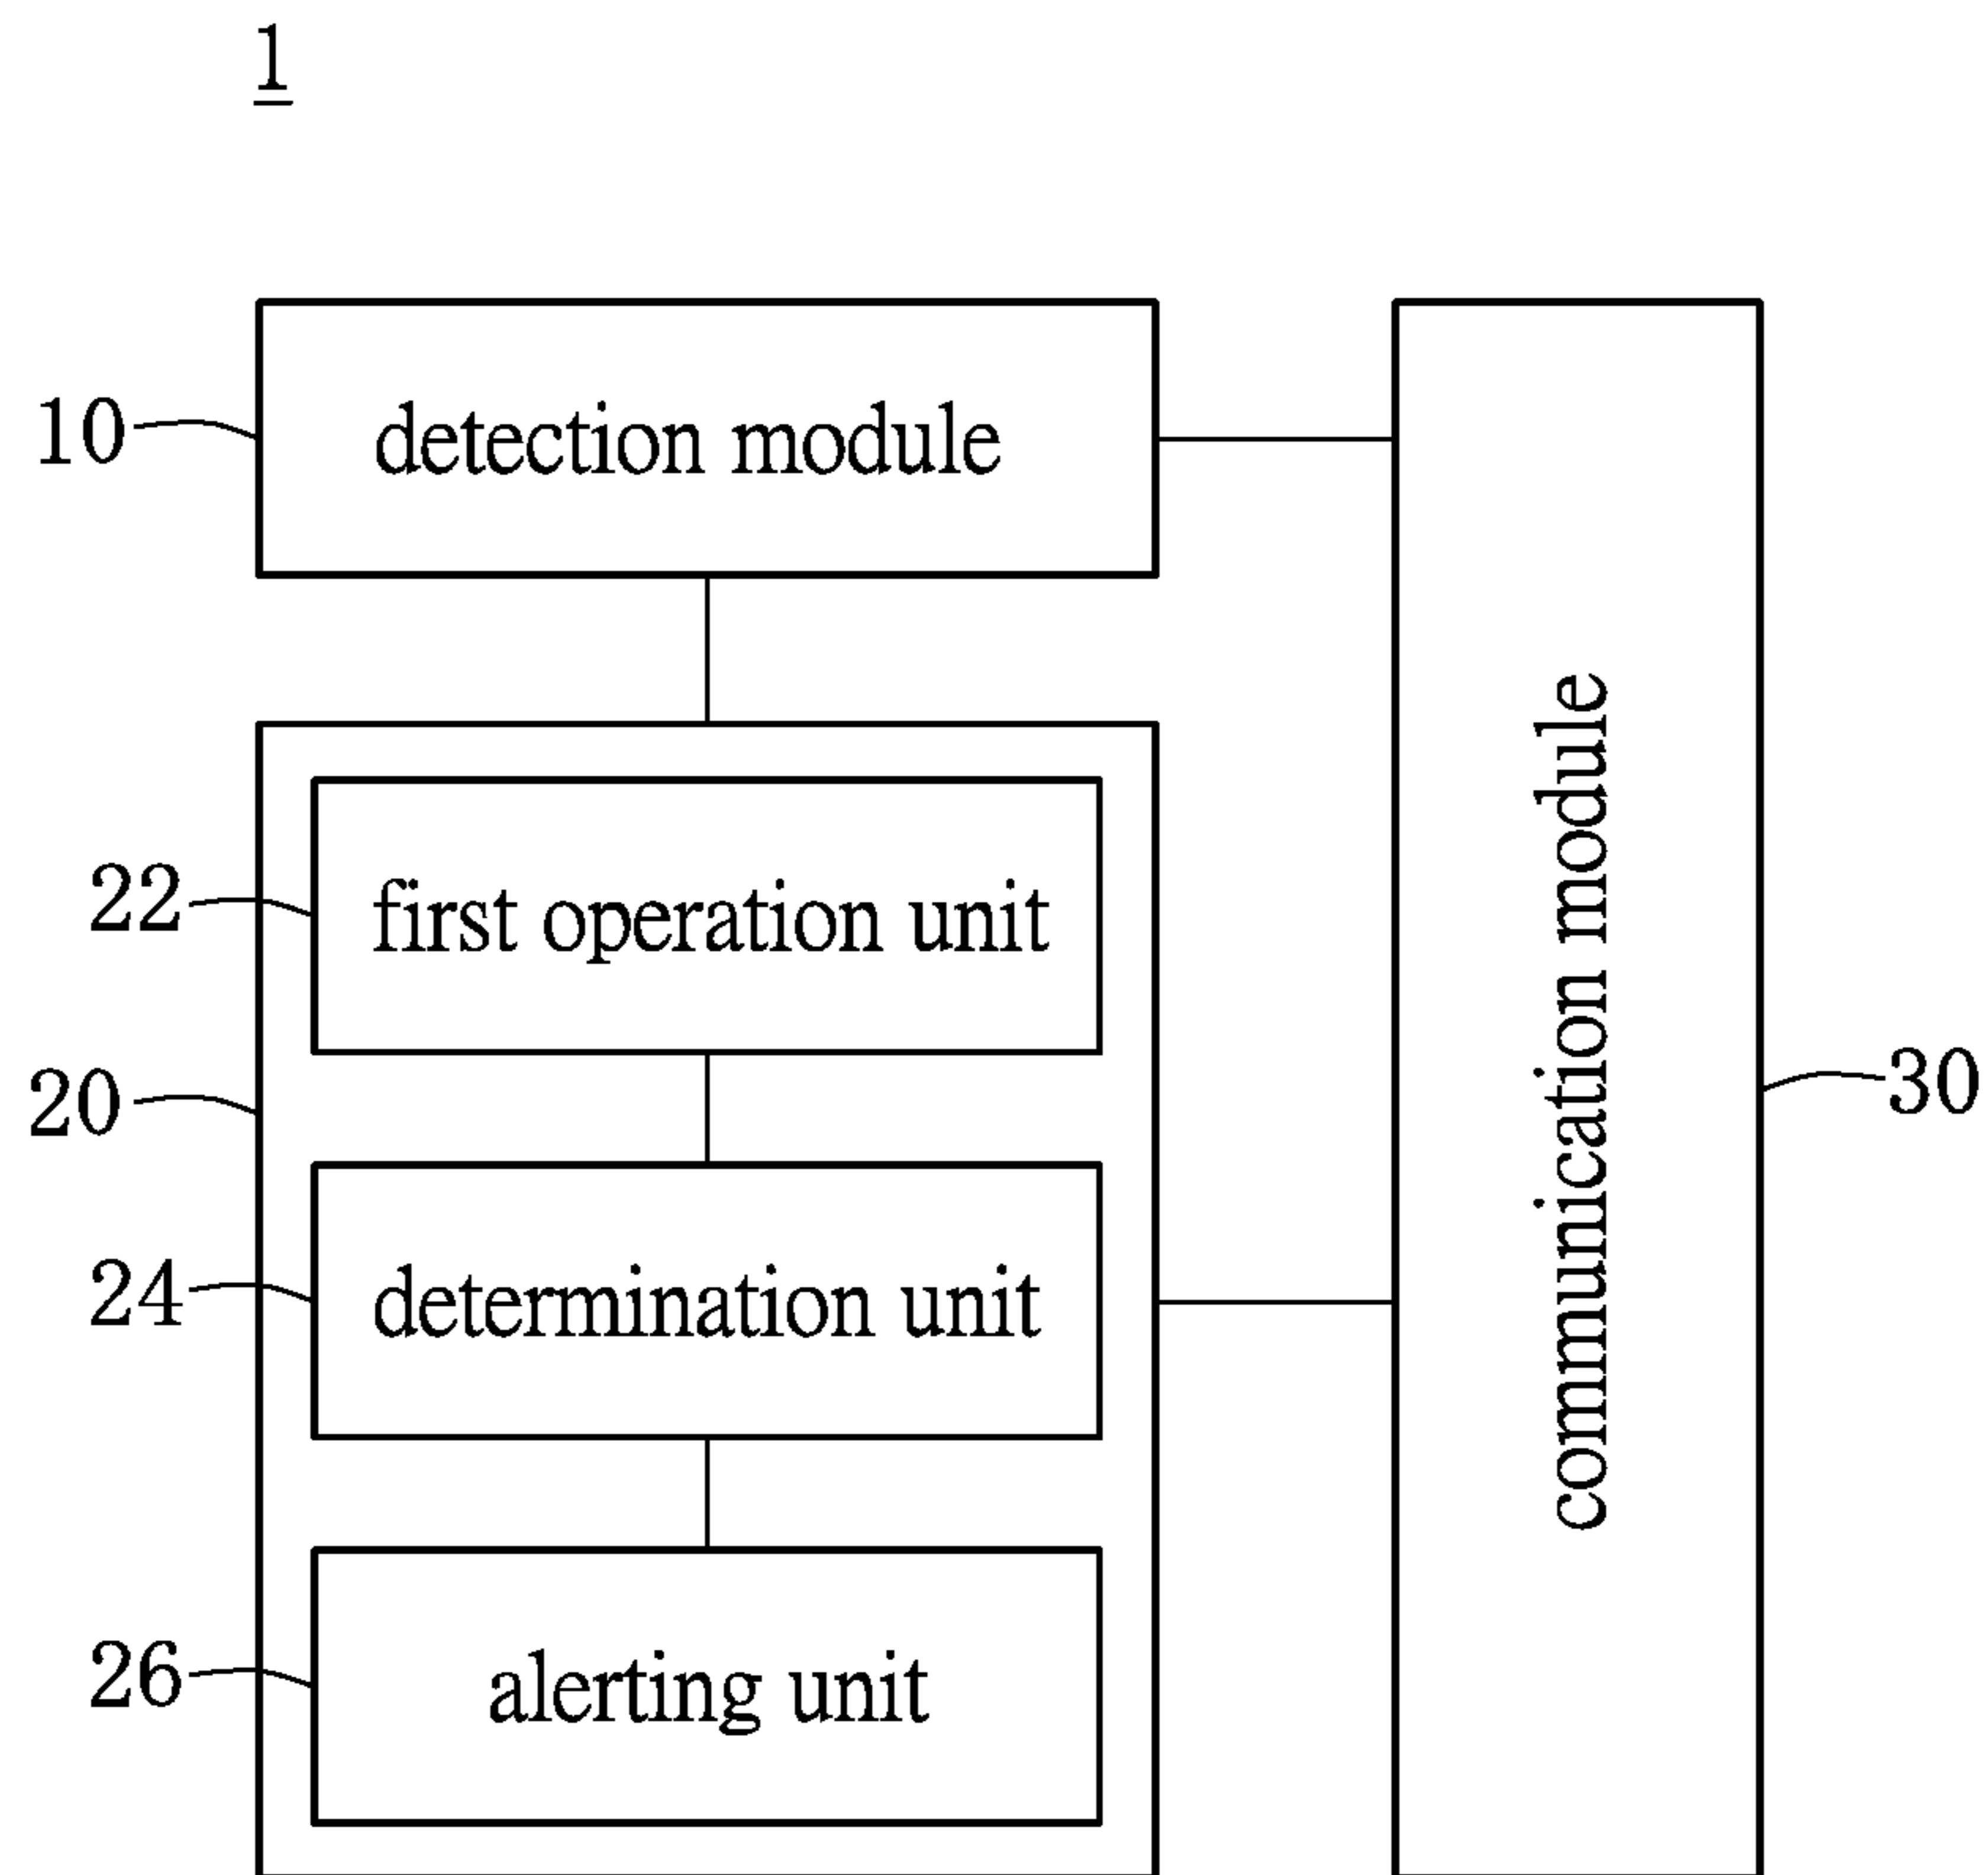 1
10
detection module
22
first operation unit
20
24
determination unit
26
alerting unit
communication module
30